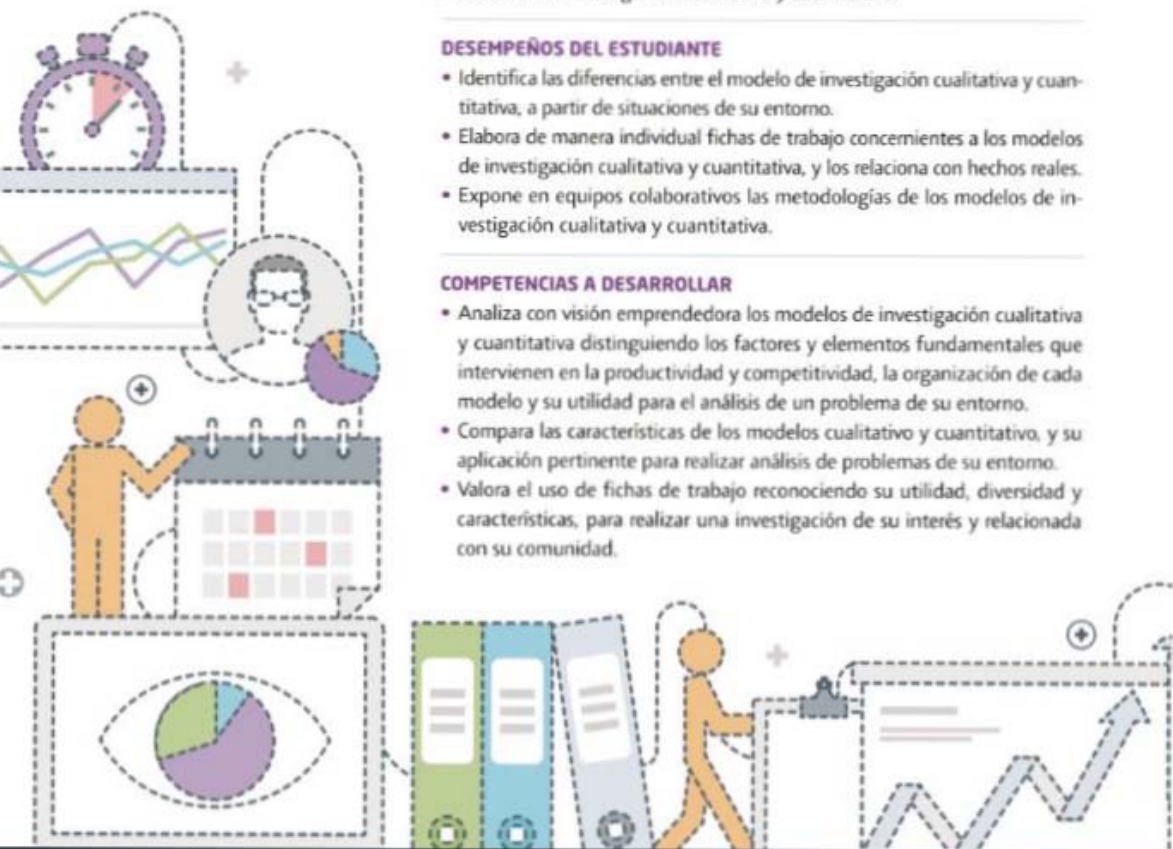 DESEMPEÑOS DEL ESTUDIANTE
• Identifica las diferencias entre el modelo de investigación cualitativa y cuan-
titativa, a partir de situaciones de su entorno.
• Elabora de manera individual fichas de trabajo concernientes a los modelos
de investigación cualitativa y cuantitativa, y los relaciona con hechos reales.
• Expone en equipos colaborativos las metodologías de los modelos de in-
vestigación cualitativa y cuantitativa.
COMPETENCIAS A DESARROLLAR
• Analiza con visión emprendedora los modelos de investigación cualitativa
y cuantitativa distinguiendo los factores y elementos fundamentales que
intervienen en la productividad y competitividad, la organización de cada
modelo y su utilidad para el análisis de un problema de su entorno.
• Compara las características de los modelos cualitativo y cuantitativo, y su
aplicación pertinente para realizar análisis de problemas de su entorno.
• Valora el uso de fichas de trabajo reconociendo su utilidad, diversidad y
características, para realizar una investigación de su interés y relacionada
con su comunidad.